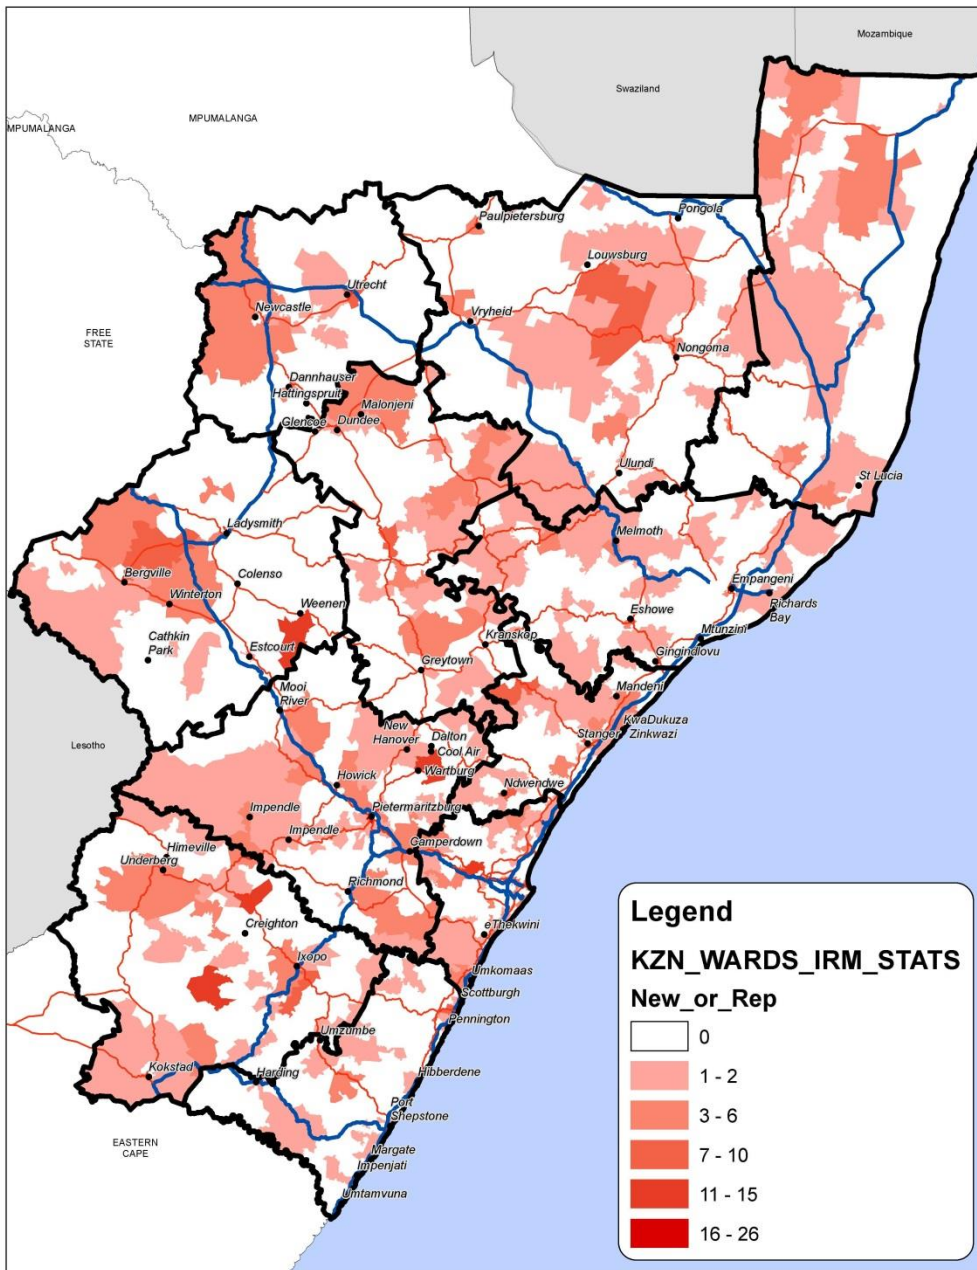 Mozambique
Swaziland
MPUMALANGA
MPUMALANGA
Paulpietersburg
Pongola
Louwsburg
Utrecht
Newcastle
Vryheid
FREE
STATE
Nongoma
Dannhauser
Hattingspruit
Malonjeni
Glencoe
Dundee
Ulundi
St Lucia
Ladysmith
Melmoth
Bergville
Colenso
Empangeni
Winterton
Weenen
Richards
Bay
Eshowe
Cathkin
Park
Kranskop
Mtunzini
Estcourt
Greytown
Gingindlovu
Mooi
River
Mandeni
New
Hanover
Dalton
KwaDukuza
Zinkwazi
Lesotho
Cool Air
Stanger
Wartburg
Howick
Ndwendwe
Impendle
Pietermaritzburg
Impendle
Camperdown
Himeville
Underberg
Richmond
Creighton
eThekwini
Ixopo
Umkomaas
Scottburgh
Pennington
Umzumbe
Kokstad
Harding
Hibberdene
Port
Shepstone
EASTERN
CAPE
Margate
Impenjati
Umtamvuna
Legend
KZN_WARDS_IRM_STATS
New_or_Rep
0
1 - 2
3 - 6
7 - 10
11 - 15
16 - 26